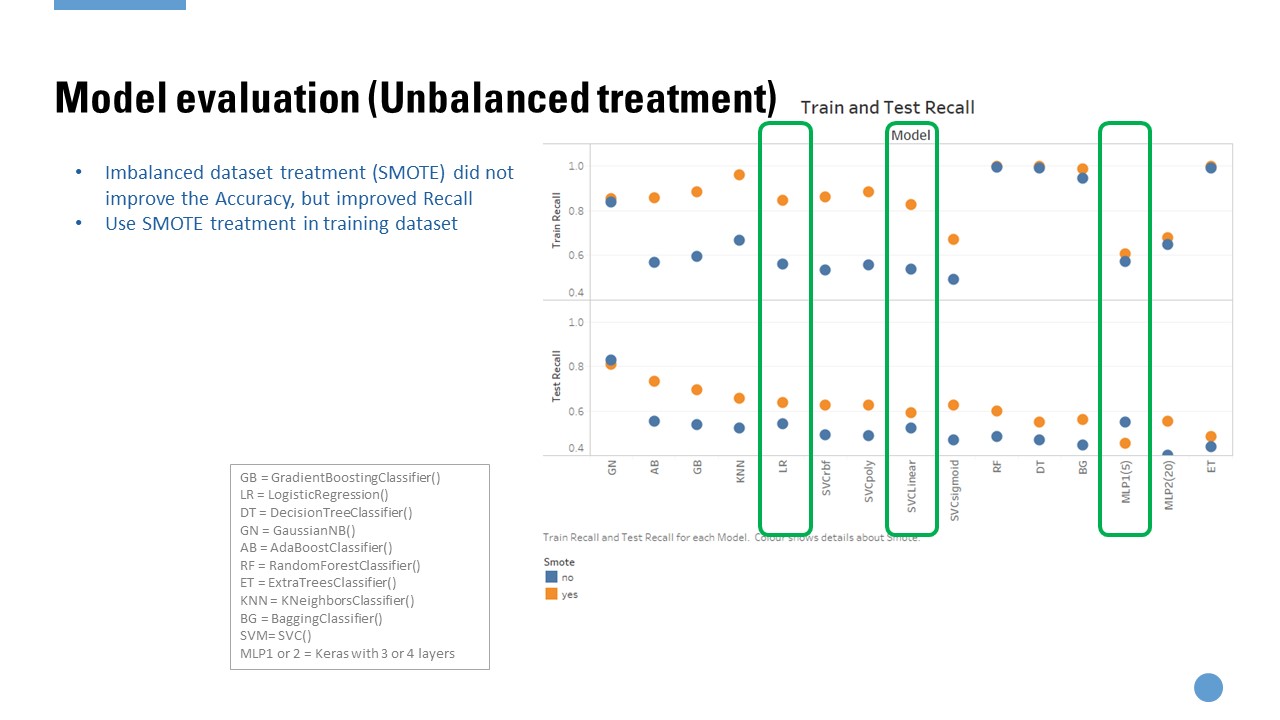 Model evaluation (Unbalanced treatment)
• Imbalanced dataset treatment (SMOTE) did not
improve the Accuracy, but improved Recall
• Use SMOTE treatment in training dataset
Train and Test Recall
Model
Train Recall
1.0
0.8
0.6
0.4
Test Recall
1.0
0.8
0.6
0.4
GN
AB
GB
KNN
LR
SVCrbf
SVCpoly
SVCLinear
SVCsigmoid
RF
DT
BG
MLP1(5)
MLP2(20)
ET
Train Recall and Test Recall for each Model. Colour shows details about Smote.
Smote
no
yes
GB = GradientBoostingClassifier()
LR = LogisticRegression()
DT = DecisionTreeClassifier()
GN = GaussianNB()
AB = AdaBoostClassifier()
RF = RandomForestClassifier()
ET = ExtraTreesClassifier()
KNN = KNeighborsClassifier()
BG = BaggingClassifier()
SVM= SVC()
MLP1 or 2 = Keras with 3 or 4 layers